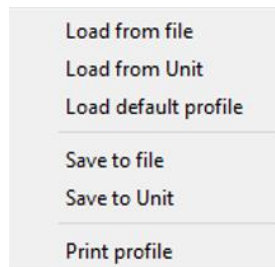 Load from file
Load from Unit
Load default profile
Save to file
Save to Unit
Print profile